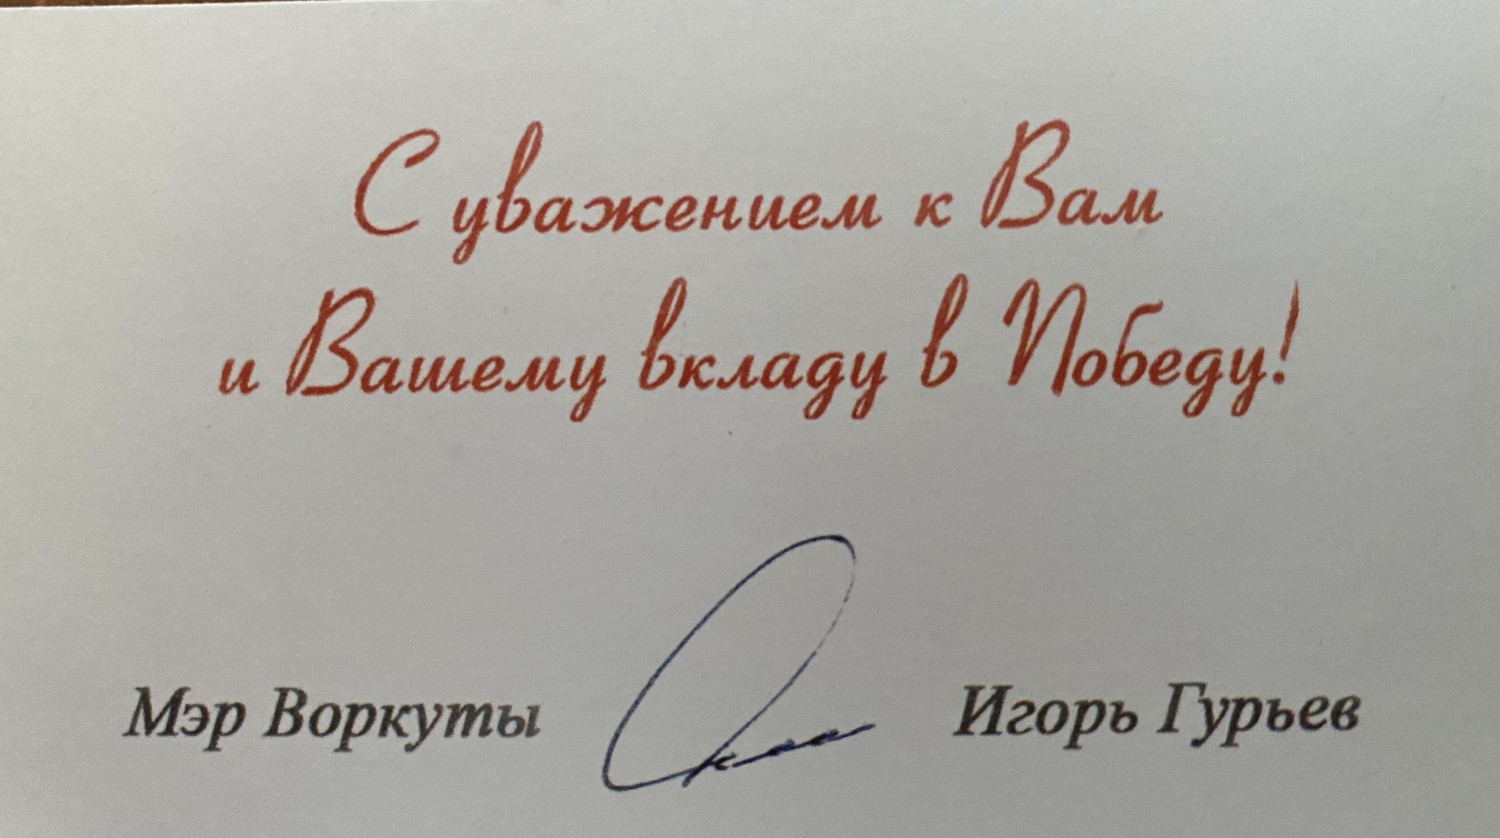 С уважением к Вам
и Вашему вкладу в Победу!
Мэр Воркуты Игорь Гурьев